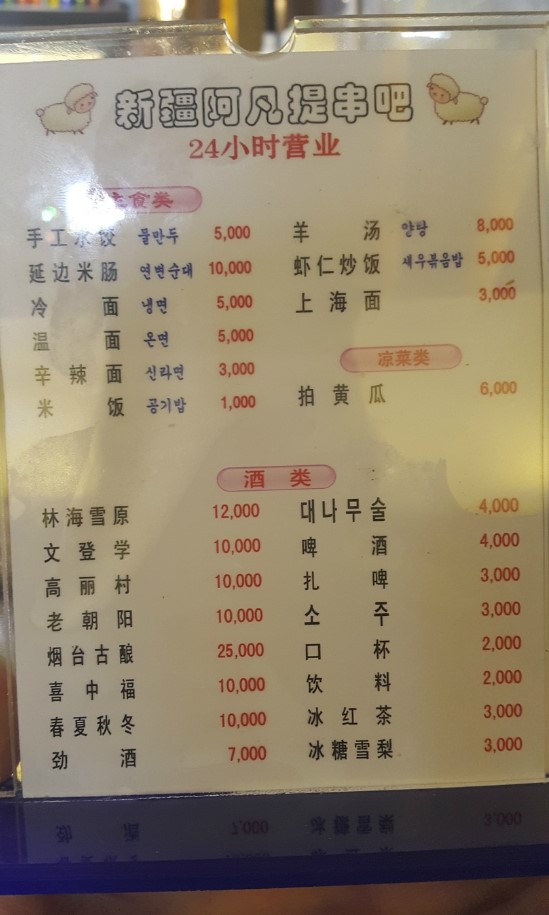 新疆阿凡提串吧
24小时营业
主食类
手工水饺 물만두 5,000
延边米肠 연변순대 10,000
冷面 냉면 5,000
温面 온면 5,000
辛辣面 신라면 3,000
米饭 공기밥 1,000
羊汤 양탕 8,000
虾仁炒饭 새우볶음밥 5,000
上海面 3,000
凉菜类
拍黄瓜 6,000
酒类
林海雪原 12,000
文登学 10,000
高丽村 10,000
老朝阳 10,000
烟台古酿 25,000
喜中福 10,000
春夏秋冬 10,000
劲酒 7,000
대나무술 4,000
啤酒 4,000
扎啤 3,000
소주 3,000
口杯 2,000
饮料 2,000
冰红茶 3,000
冰糖雪梨 3,000